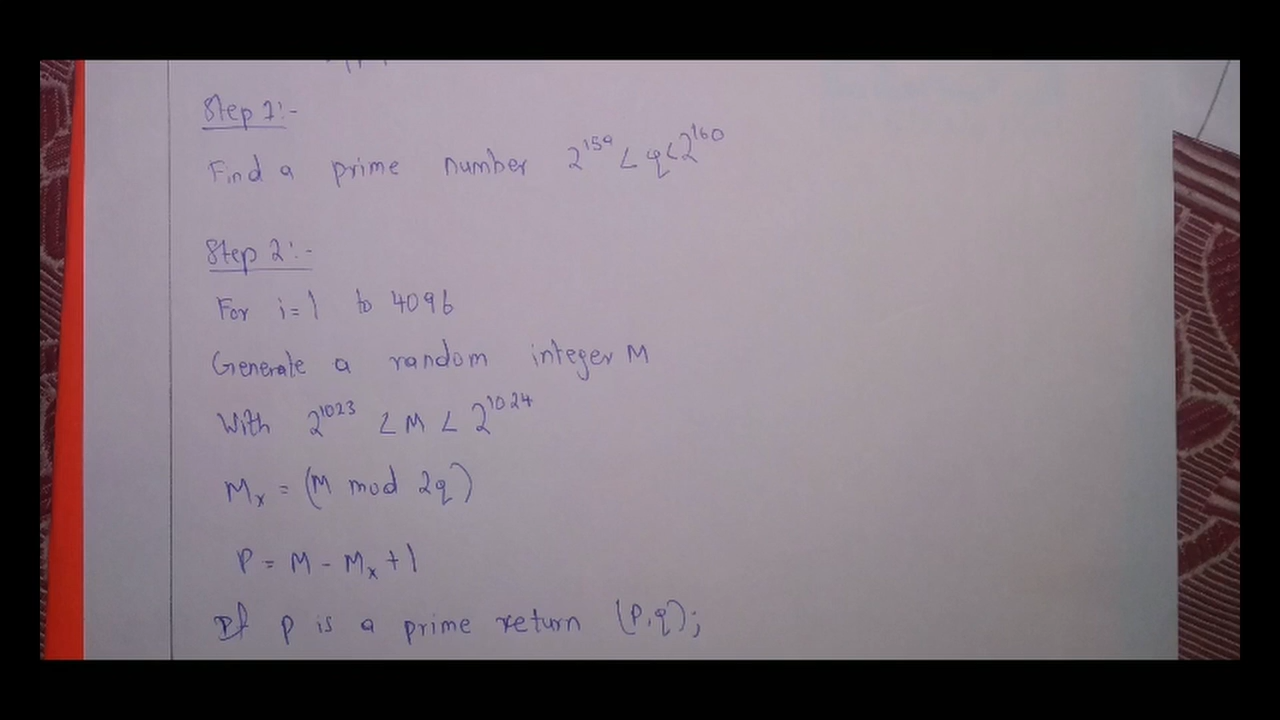 Step 1:-
Find a prime number 2^159 < q < 2^160
Step 2:-
For i=1 to 4096
Generate a random integer M
With 2^1023 < M < 2^1024
Mx = (M mod 2q)
P = M - Mx + 1
If P is a prime return (P,q);